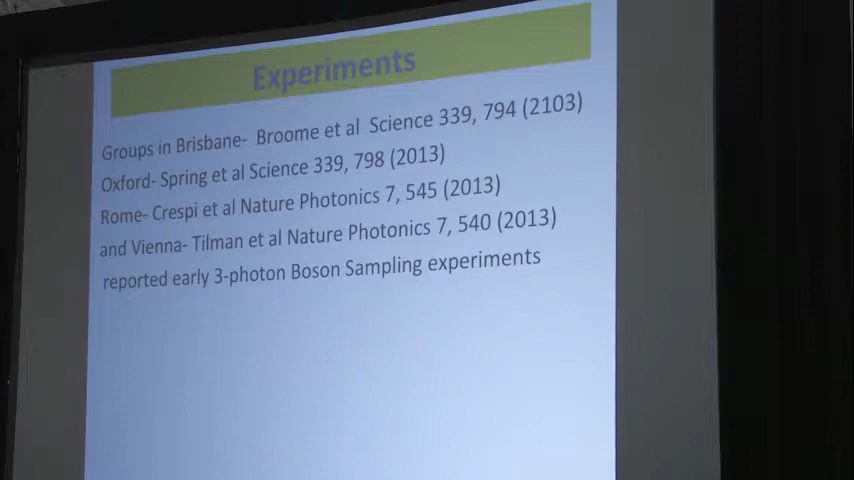 Experiments
Groups in Brisbane- Broome et al Science 339, 794 (2103)
Oxford- Spring et al Science 339, 798 (2013)
Rome- Crespi et al Nature Photonics 7, 545 (2013)
and Vienna- Tilman et al Nature Photonics 7, 540 (2013)
reported early 3-photon Boson Sampling experiments